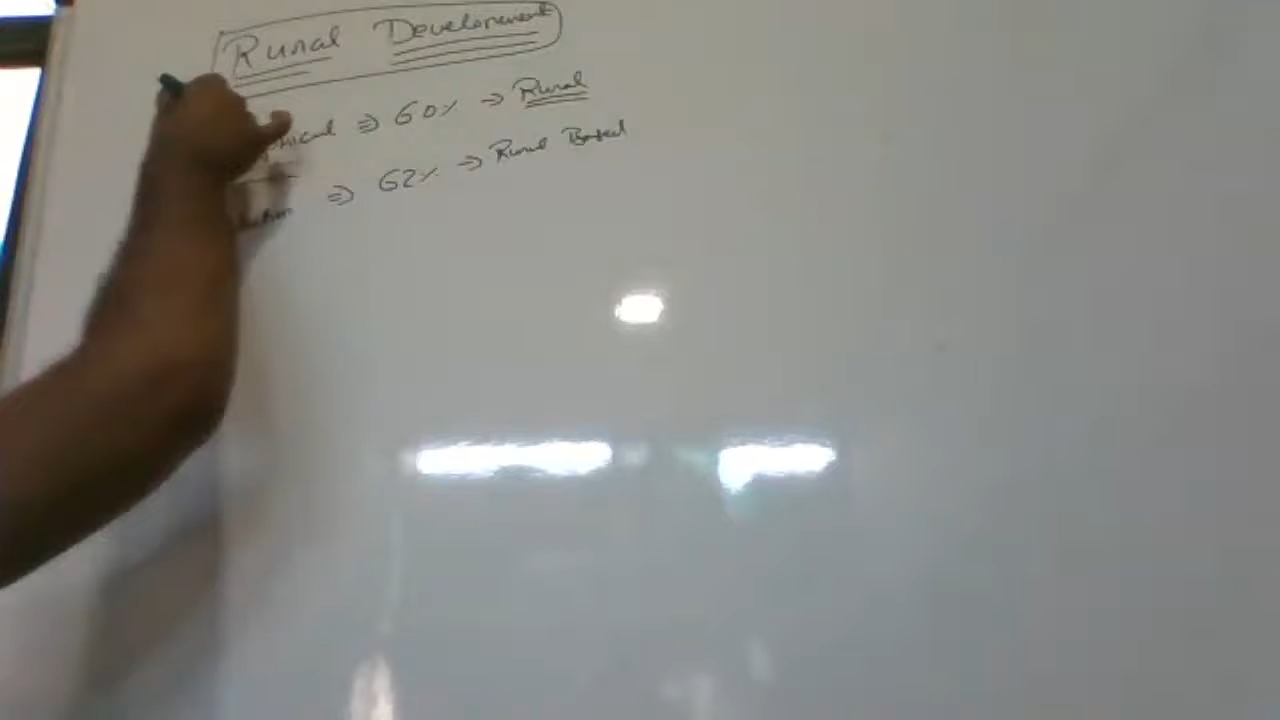 Rural Development
⇒ 60% → Rural
⇒ 62% → Rural Based